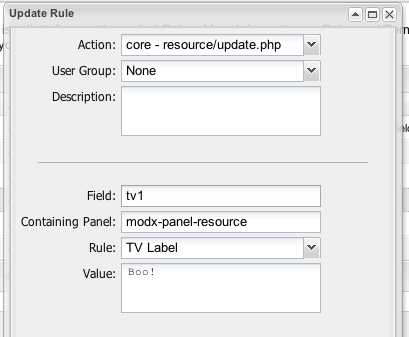 Update Rule
Action: core - resource/update.php
User Group: None
Description:
Field: tv1
Containing Panel: modx-panel-resource
Rule: TV Label
Value: Boo!